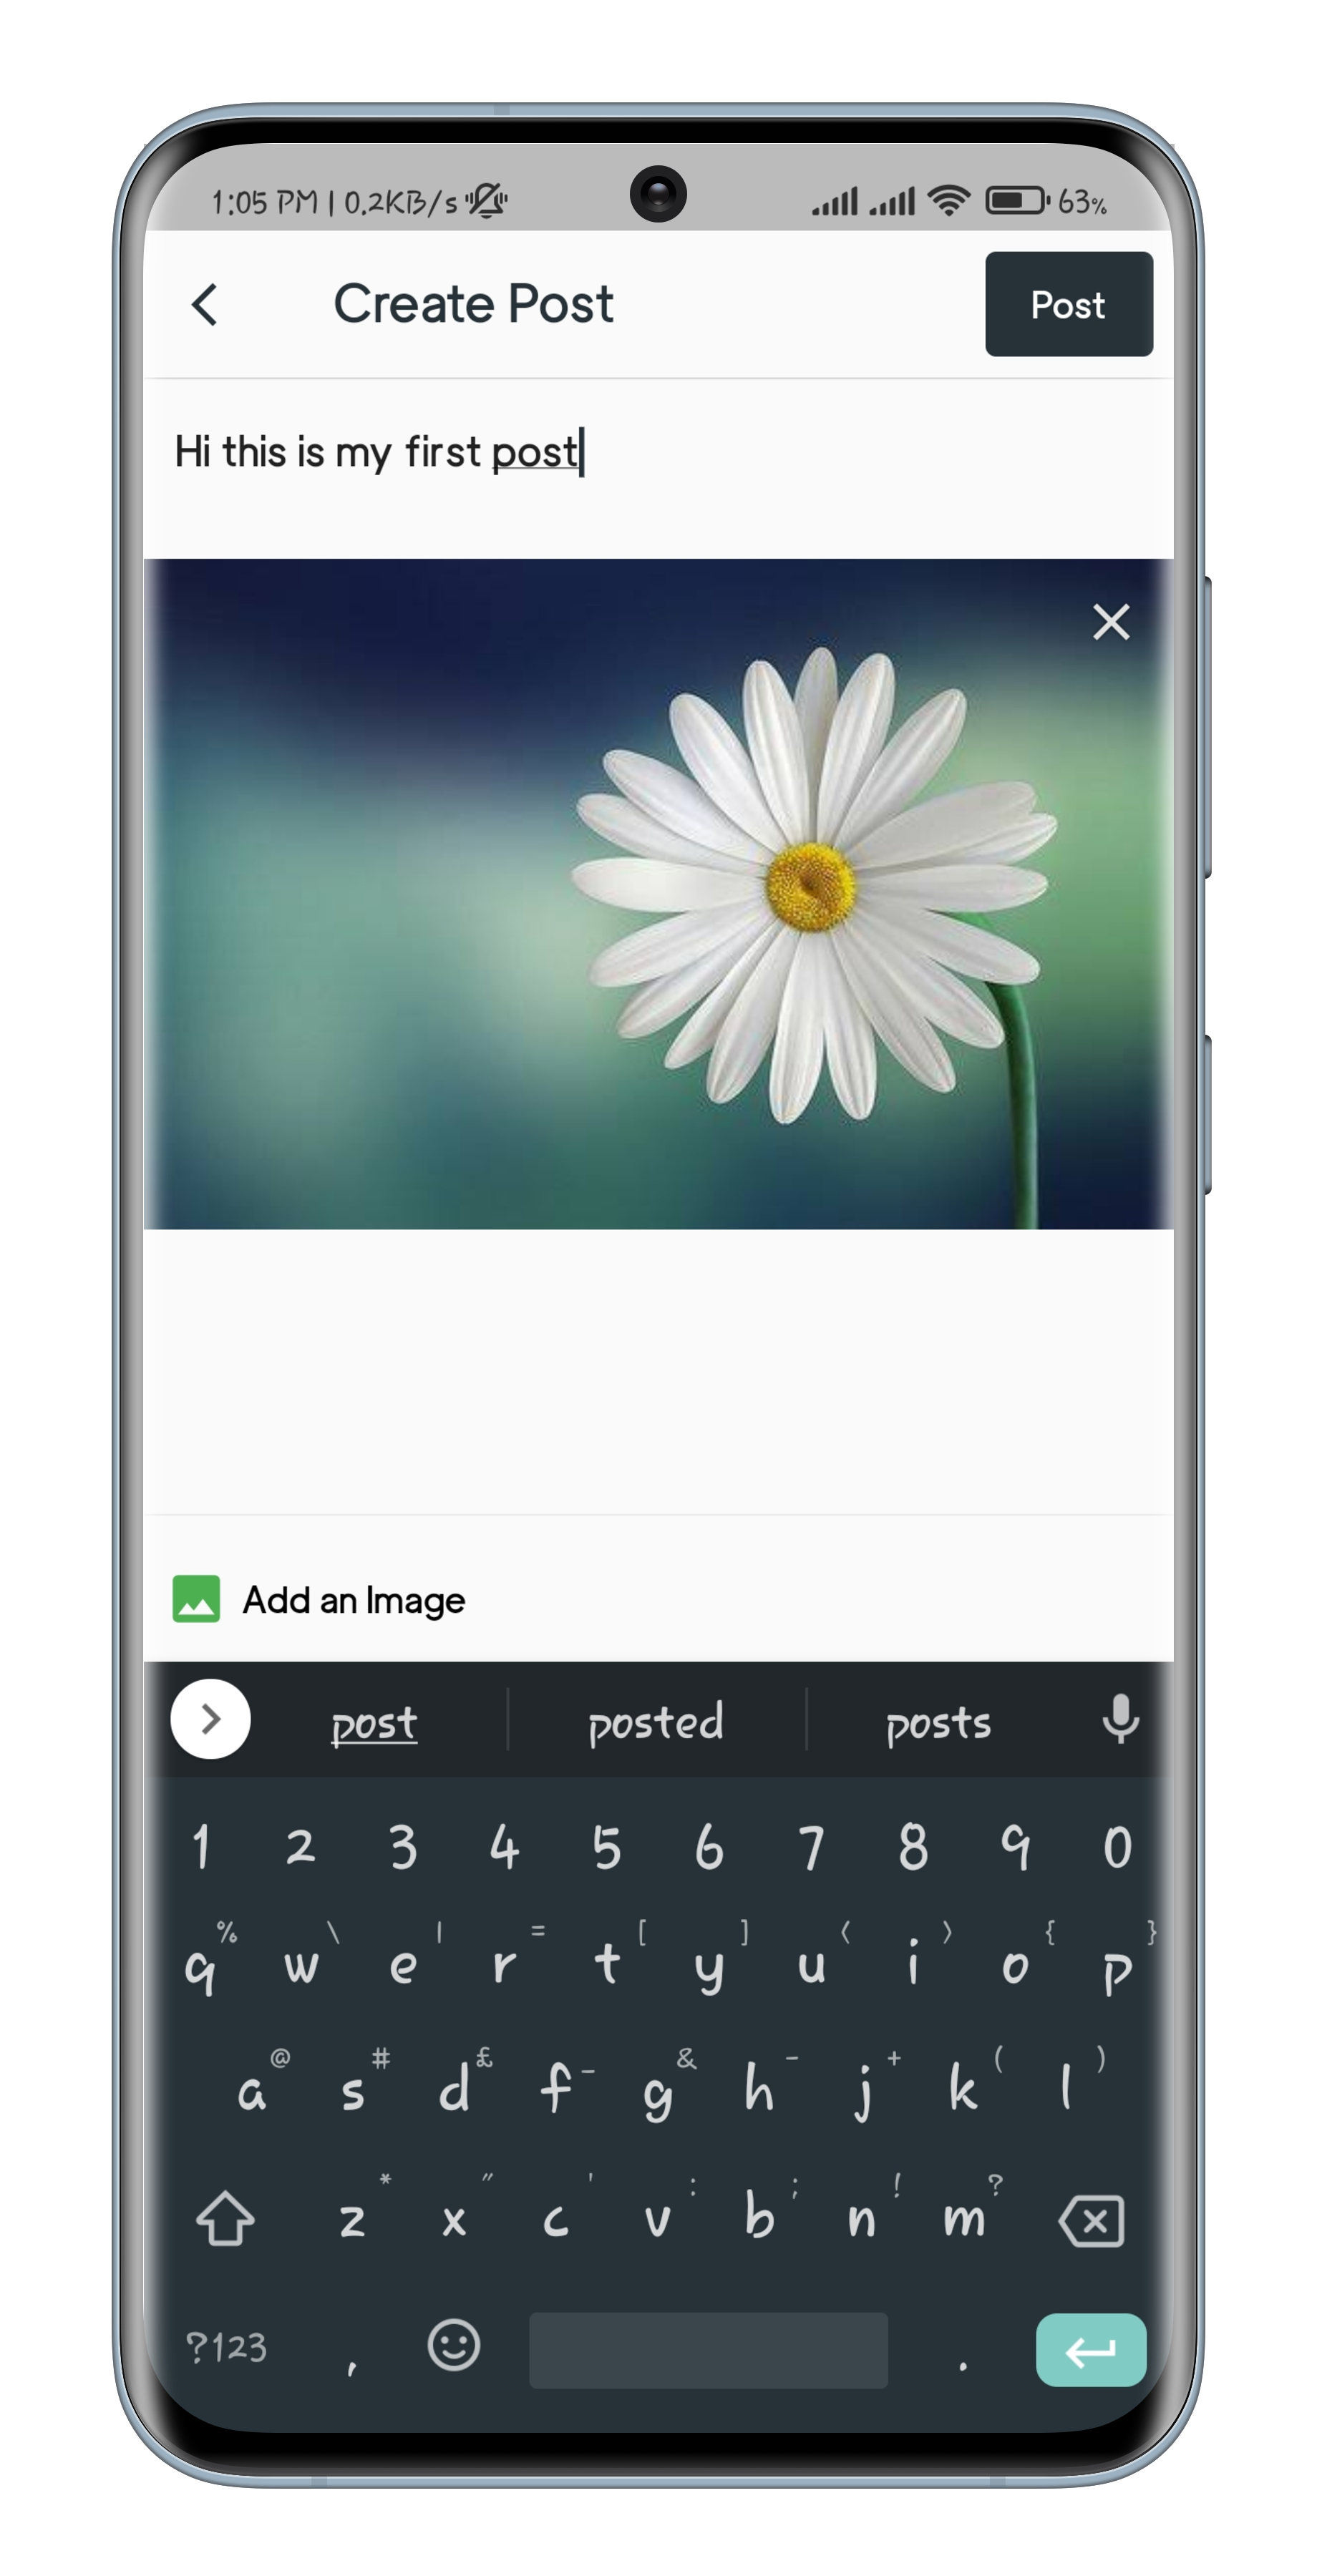 1:05 PM | 0.2KB/s 63%
Create Post
Post
Hi this is my first post
Add an Image
post posted posts
1 2 3 4 5 6 7 8 9 0
% \ | = [ ] < > { }
q w e r t y u i o p
@ # £ _ & - + ( )
a s d f g h j k l
* " ' : ; ! ?
z x c v b n m
?123 , .